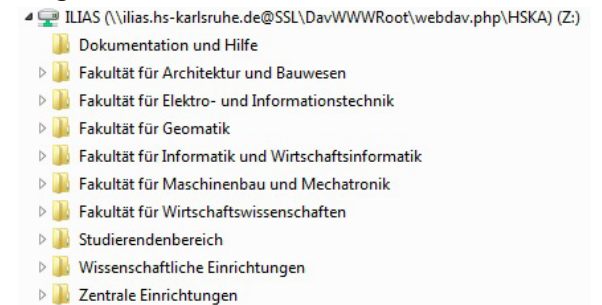 ILIAS (\\ilias.hs-karlsruhe.de@SSL\DavWWWRoot\webdav.php\HSKA) (Z:)
Dokumentation und Hilfe
Fakultät für Architektur und Bauwesen
Fakultät für Elektro- und Informationstechnik
Fakultät für Geomatik
Fakultät für Informatik und Wirtschaftsinformatik
Fakultät für Maschinenbau und Mechatronik
Fakultät für Wirtschaftswissenschaften
Studierendenbereich
Wissenschaftliche Einrichtungen
Zentrale Einrichtungen